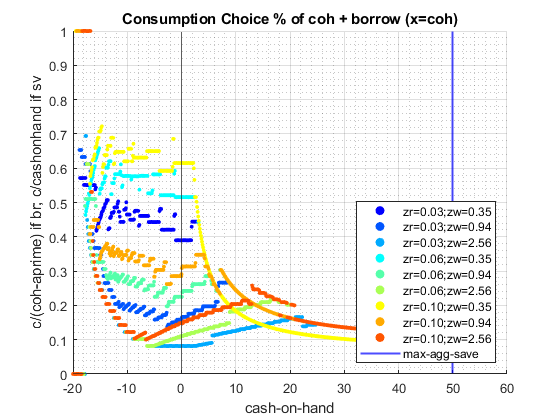 Consumption Choice % of coh + borrow (x=coh)
c/(coh-aprime) if br, c/cashonhand if sv
1
0.9
0.8
0.7
0.6
0.5
0.4
0.3
0.2
0.1
0
-20 -10 0 10 20 30 40 50 60
cash-on-hand
zr=0.03;zw=0.35
zr=0.03;zw=0.94
zr=0.03;zw=2.56
zr=0.06;zw=0.35
zr=0.06;zw=0.94
zr=0.06;zw=2.56
zr=0.10;zw=0.35
zr=0.10;zw=0.94
zr=0.10;zw=2.56
max-agg-save